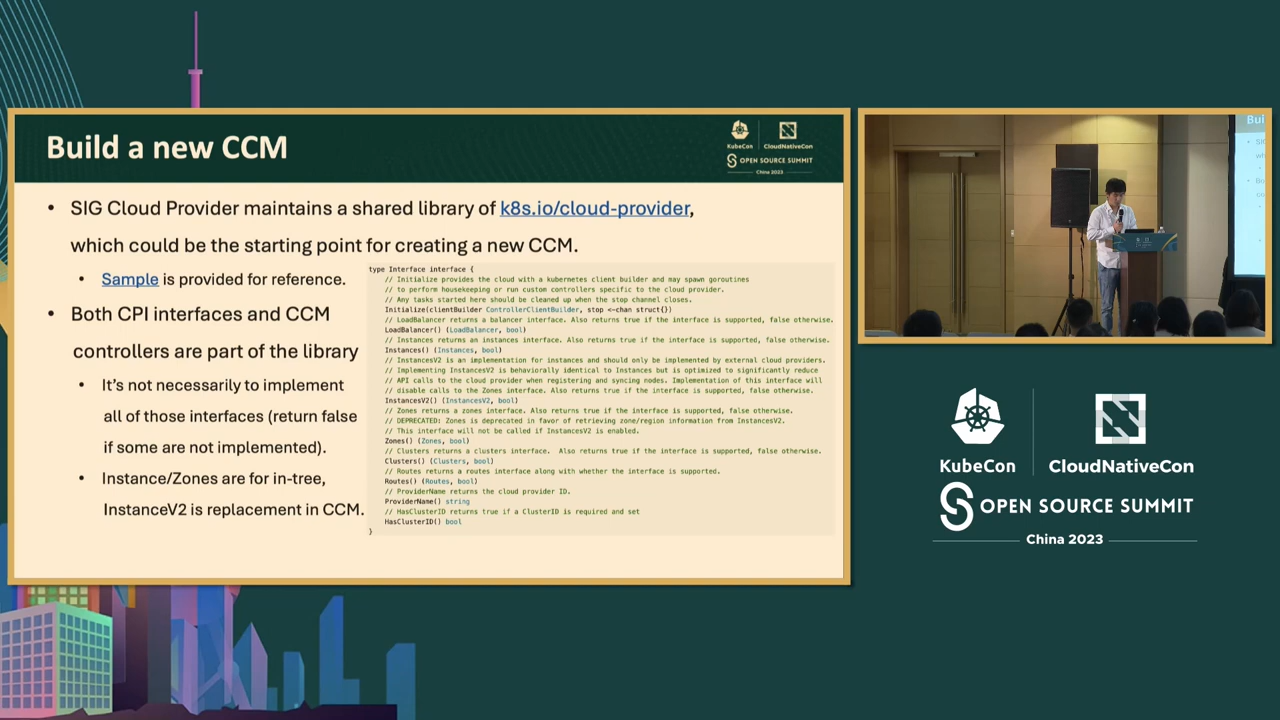 Build a new CCM
KubeCon
CloudNativeCon
OPEN SOURCE SUMMIT
China 2023
• SIG Cloud Provider maintains a shared library of k8s.io/cloud-provider,
which could be the starting point for creating a new CCM.
• Sample is provided for reference.
• Both CPI interfaces and CCM
controllers are part of the library
• It's not necessarily to implement
all of those interfaces (return false
if some are not implemented).
• Instance/Zones are for in-tree,
InstanceV2 is replacement in CCM.
type Interface interface {
// Initialize provides the cloud with a kubernetes client builder and may spawn goroutines
// to perform housekeeping or run custom controllers specific to the cloud provider.
// Any tasks started here should be cleaned up when the stop channel closes.
Initialize(clientBuilder ControllerClientBuilder, stop <-chan struct{})
// LoadBalancer returns a balancer interface. Also returns true if the interface is supported, false otherwise.
LoadBalancer() (LoadBalancer, bool)
// Instances returns an instances interface. Also returns true if the interface is supported, false otherwise.
Instances() (Instances, bool)
// InstancesV2 is an implementation for instances and should only be implemented by external cloud providers.
// Implementing InstancesV2 is behaviorally identical to Instances but is optimized to significantly reduce
// API calls to the cloud provider when registering and syncing nodes. Implementation of this interface will
// disable calls to the Zones interface. Also returns true if the interface is supported, false otherwise.
InstancesV2() (InstancesV2, bool)
// Zones returns a zones interface. Also returns true if the interface is supported, false otherwise.
// DEPRECATED: Zones is deprecated in favor of retrieving zone/region information from InstancesV2.
// This interface will not be called if InstancesV2 is enabled.
Zones() (Zones, bool)
// Clusters returns a clusters interface.  Also returns true if the interface is supported, false otherwise.
Clusters() (Clusters, bool)
// Routes returns a routes interface along with whether the interface is supported.
Routes() (Routes, bool)
// ProviderName returns the cloud provider ID.
ProviderName() string
// HasClusterID returns true if a ClusterID is required and set
HasClusterID() bool
}
Bui
KubeCon
CloudNativeCon
OPEN SOURCE SUMMIT
China 2023